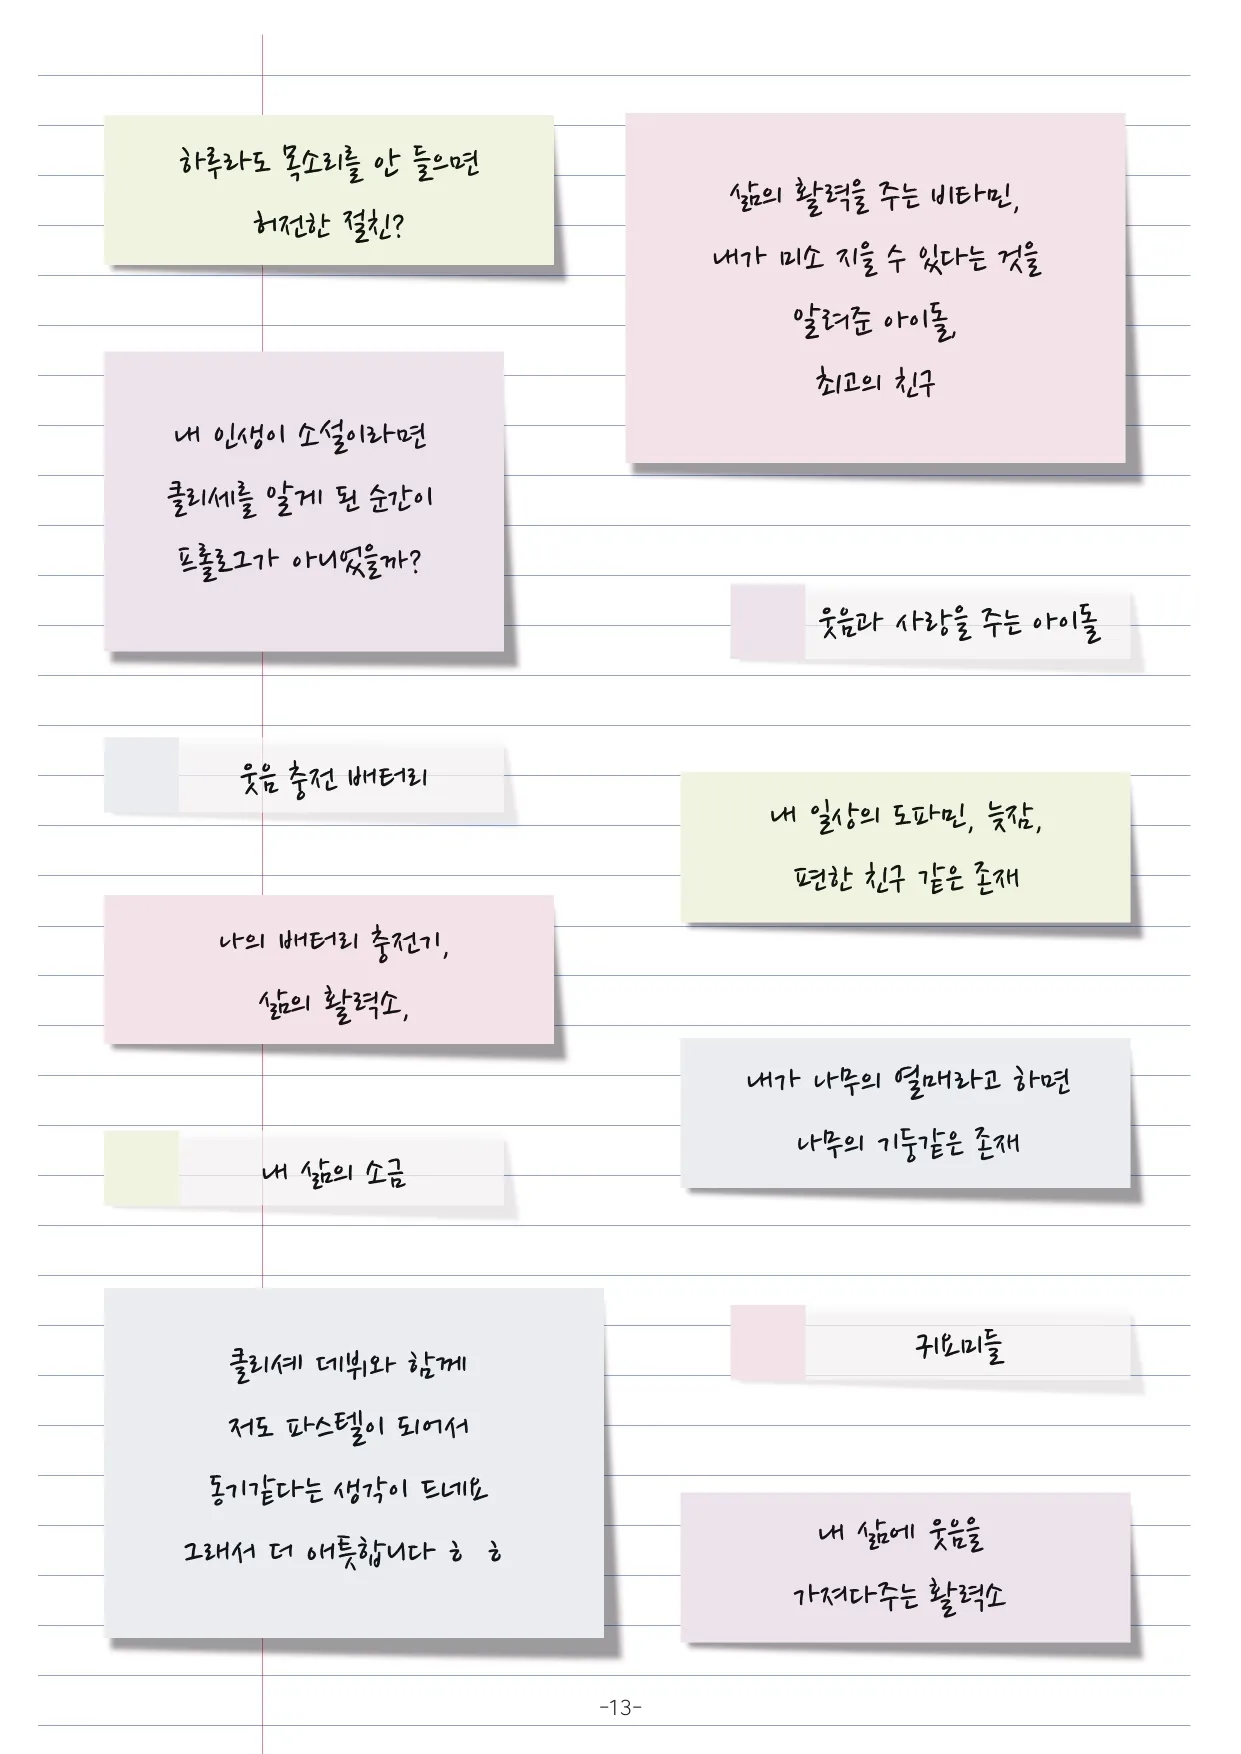 하루라도 목소리를 안 들으면
허전한 절친?
삶의 활력을 주는 비타민,
내가 미소 지을 수 있다는 것을
알려준 아이돌,
최고의 친구
내 인생이 소설이라면
클리셰를 알게 된 순간이
프롤로그가 아니었을까?
웃음과 사랑을 주는 아이돌
웃음 충전 배터리
내 일상의 도파민, 늦잠,
편한 친구 같은 존재
나의 배터리 충전기,
삶의 활력소,
내가 나무의 열매라고 하면
나무의 기둥같은 존재
내 삶의 소금
클리셰 데뷔와 함께
저도 파스텔이 되어서
동기같다는 생각이 드네요
그래서 더 애틋합니다 ㅎ ㅎ
귀요미들
내 삶에 웃음을
가져다주는 활력소
-13-